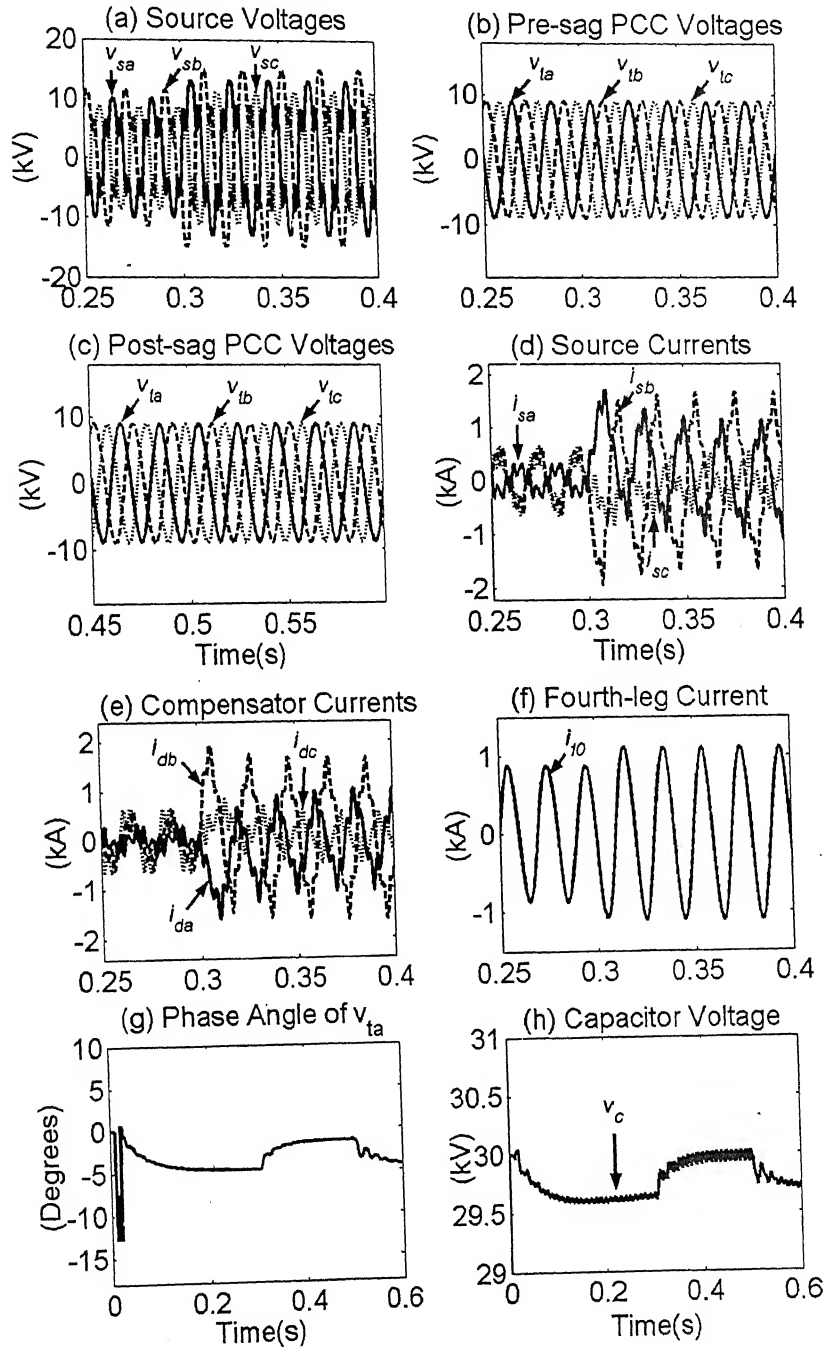 (a) Source Voltages
20
10
0
-10
-20
(kV)
v_sa
v_sb
v_sc
0.25 0.3 0.35 0.4
(b) Pre-sag PCC Voltages
10
0
-10
(kV)
v_ta
v_tb
v_tc
0.25 0.3 0.35 0.4
(c) Post-sag PCC Voltages
10
0
-10
(kV)
v_ta
v_tb
v_tc
0.45 0.5 0.55
Time(s)
(d) Source Currents
2
1
0
-1
-2
(kA)
i_sa
i_sb
i_sc
0.25 0.3 0.35 0.4
Time(s)
(e) Compensator Currents
2
1
0
-1
-2
(kA)
i_db
i_dc
i_da
0.25 0.3 0.35 0.4
(f) Fourth-leg Current
1
0
-1
(kA)
i_10
0.25 0.3 0.35 0.4
(g) Phase Angle of v_ta
10
5
0
-5
-10
-15
(Degrees)
0 0.2 0.4 0.6
Time(s)
(h) Capacitor Voltage
31
30.5
30
29.5
29
(kV)
v_c
0 0.2 0.4 0.6
Time(s)